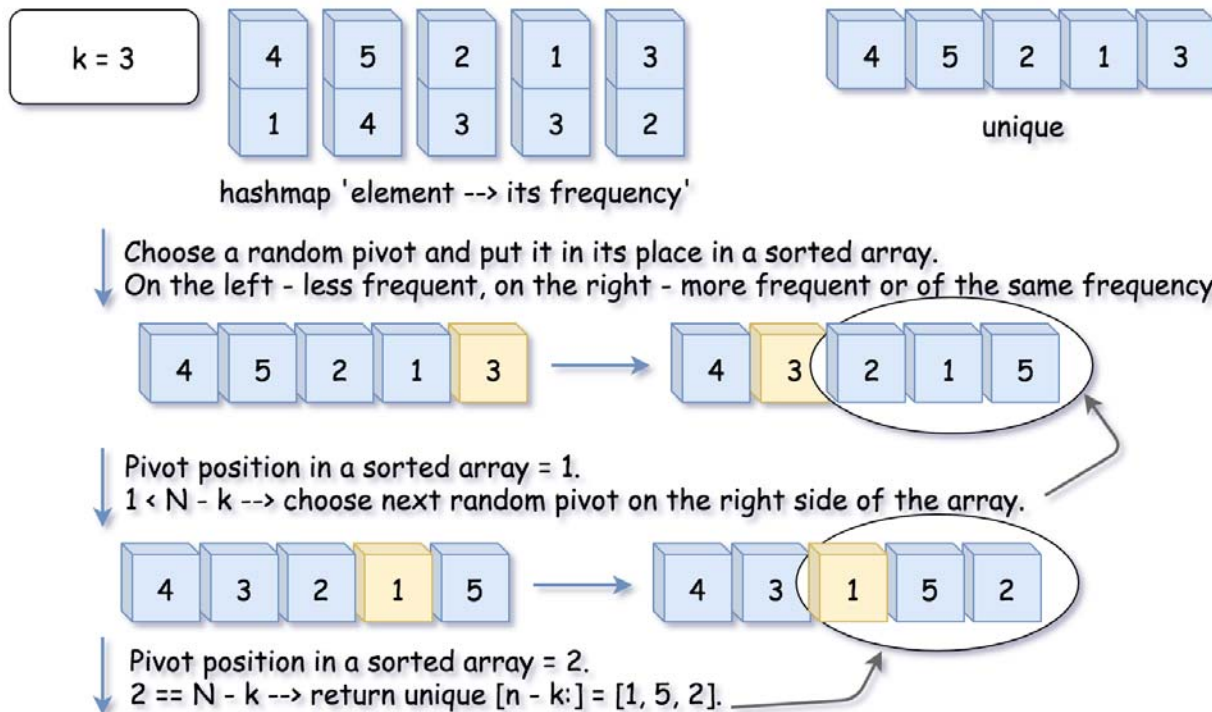 k = 3
4 5 2 1 3
1 4 3 3 2
hashmap 'element --> its frequency'
4 5 2 1 3
unique
Choose a random pivot and put it in its place in a sorted array.
On the left - less frequent, on the right - more frequent or of the same frequency
4 5 2 1 3
4 3 2 1 5
Pivot position in a sorted array = 1.
1 < N - k --> choose next random pivot on the right side of the array.
4 3 2 1 5
4 3 1 5 2
Pivot position in a sorted array = 2.
2 == N - k --> return unique [n - k:] = [1, 5, 2].